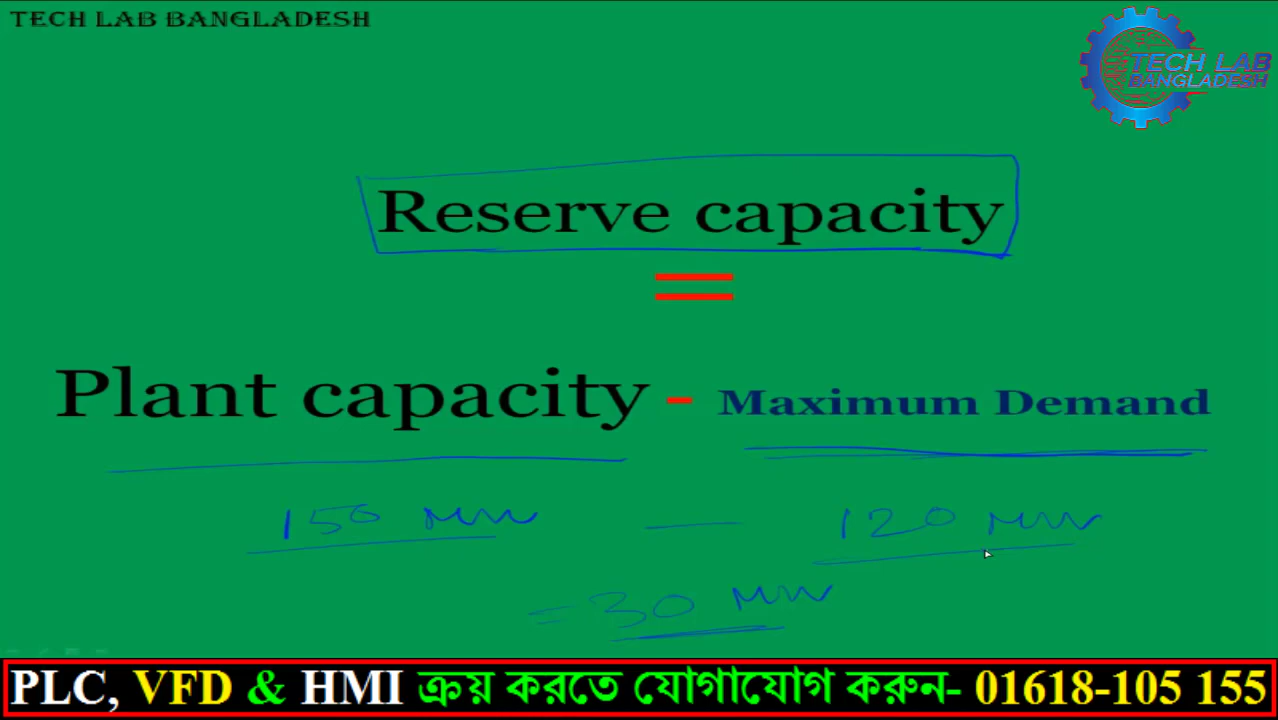 TECH LAB BANGLADESH
TECH LAB
BANGLADESH
Reserve capacity
=
Plant capacity - Maximum Demand
150 MW — 120 MW
= 30 MW
PLC, VFD & HMI ক্রয় করতে যোগাযোগ করুন- 01618-105 155